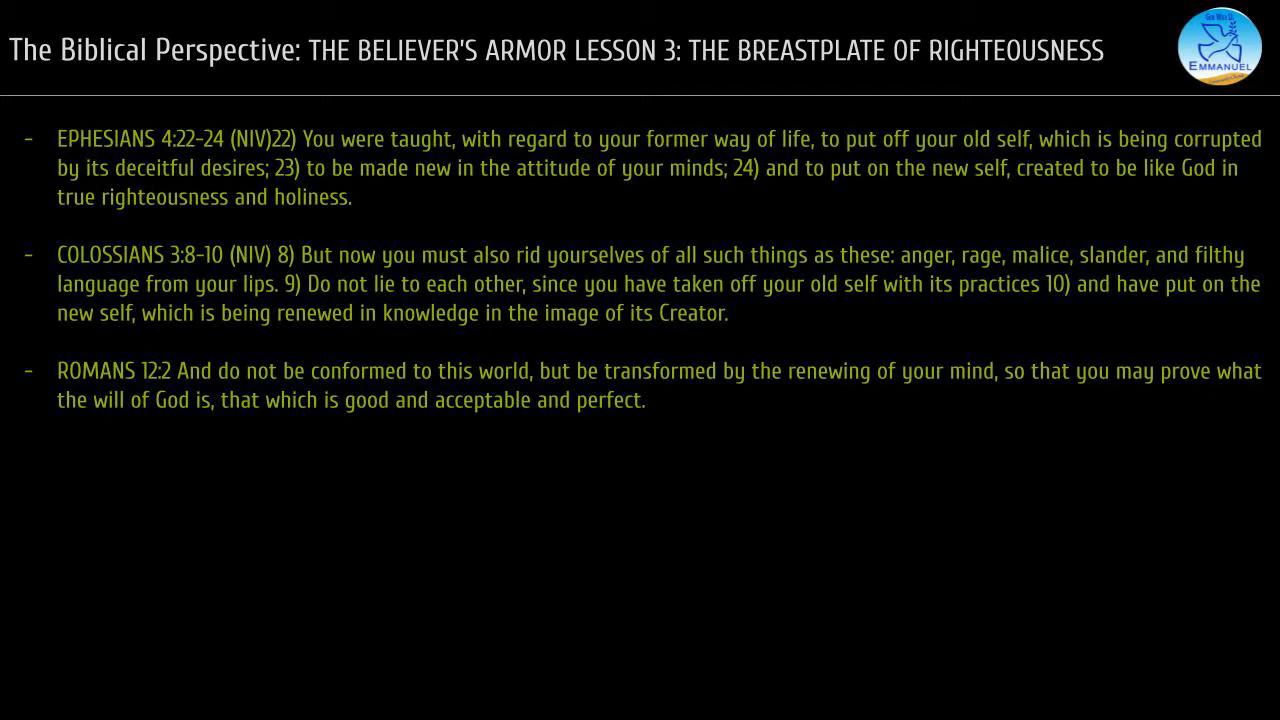 The Biblical Perspective: THE BELIEVER'S ARMOR LESSON 3: THE BREASTPLATE OF RIGHTEOUSNESS
God With Us
EMMANUEL
- EPHESIANS 4:22-24 (NIV)22) You were taught, with regard to your former way of life, to put off your old self, which is being corrupted
by its deceitful desires; 23) to be made new in the attitude of your minds; 24) and to put on the new self, created to be like God in
true righteousness and holiness.
- COLOSSIANS 3:8-10 (NIV) 8) But now you must also rid yourselves of all such things as these: anger, rage, malice, slander, and filthy
language from your lips. 9) Do not lie to each other, since you have taken off your old self with its practices 10) and have put on the
new self, which is being renewed in knowledge in the image of its Creator.
- ROMANS 12:2 And do not be conformed to this world, but be transformed by the renewing of your mind, so that you may prove what
the will of God is, that which is good and acceptable and perfect.